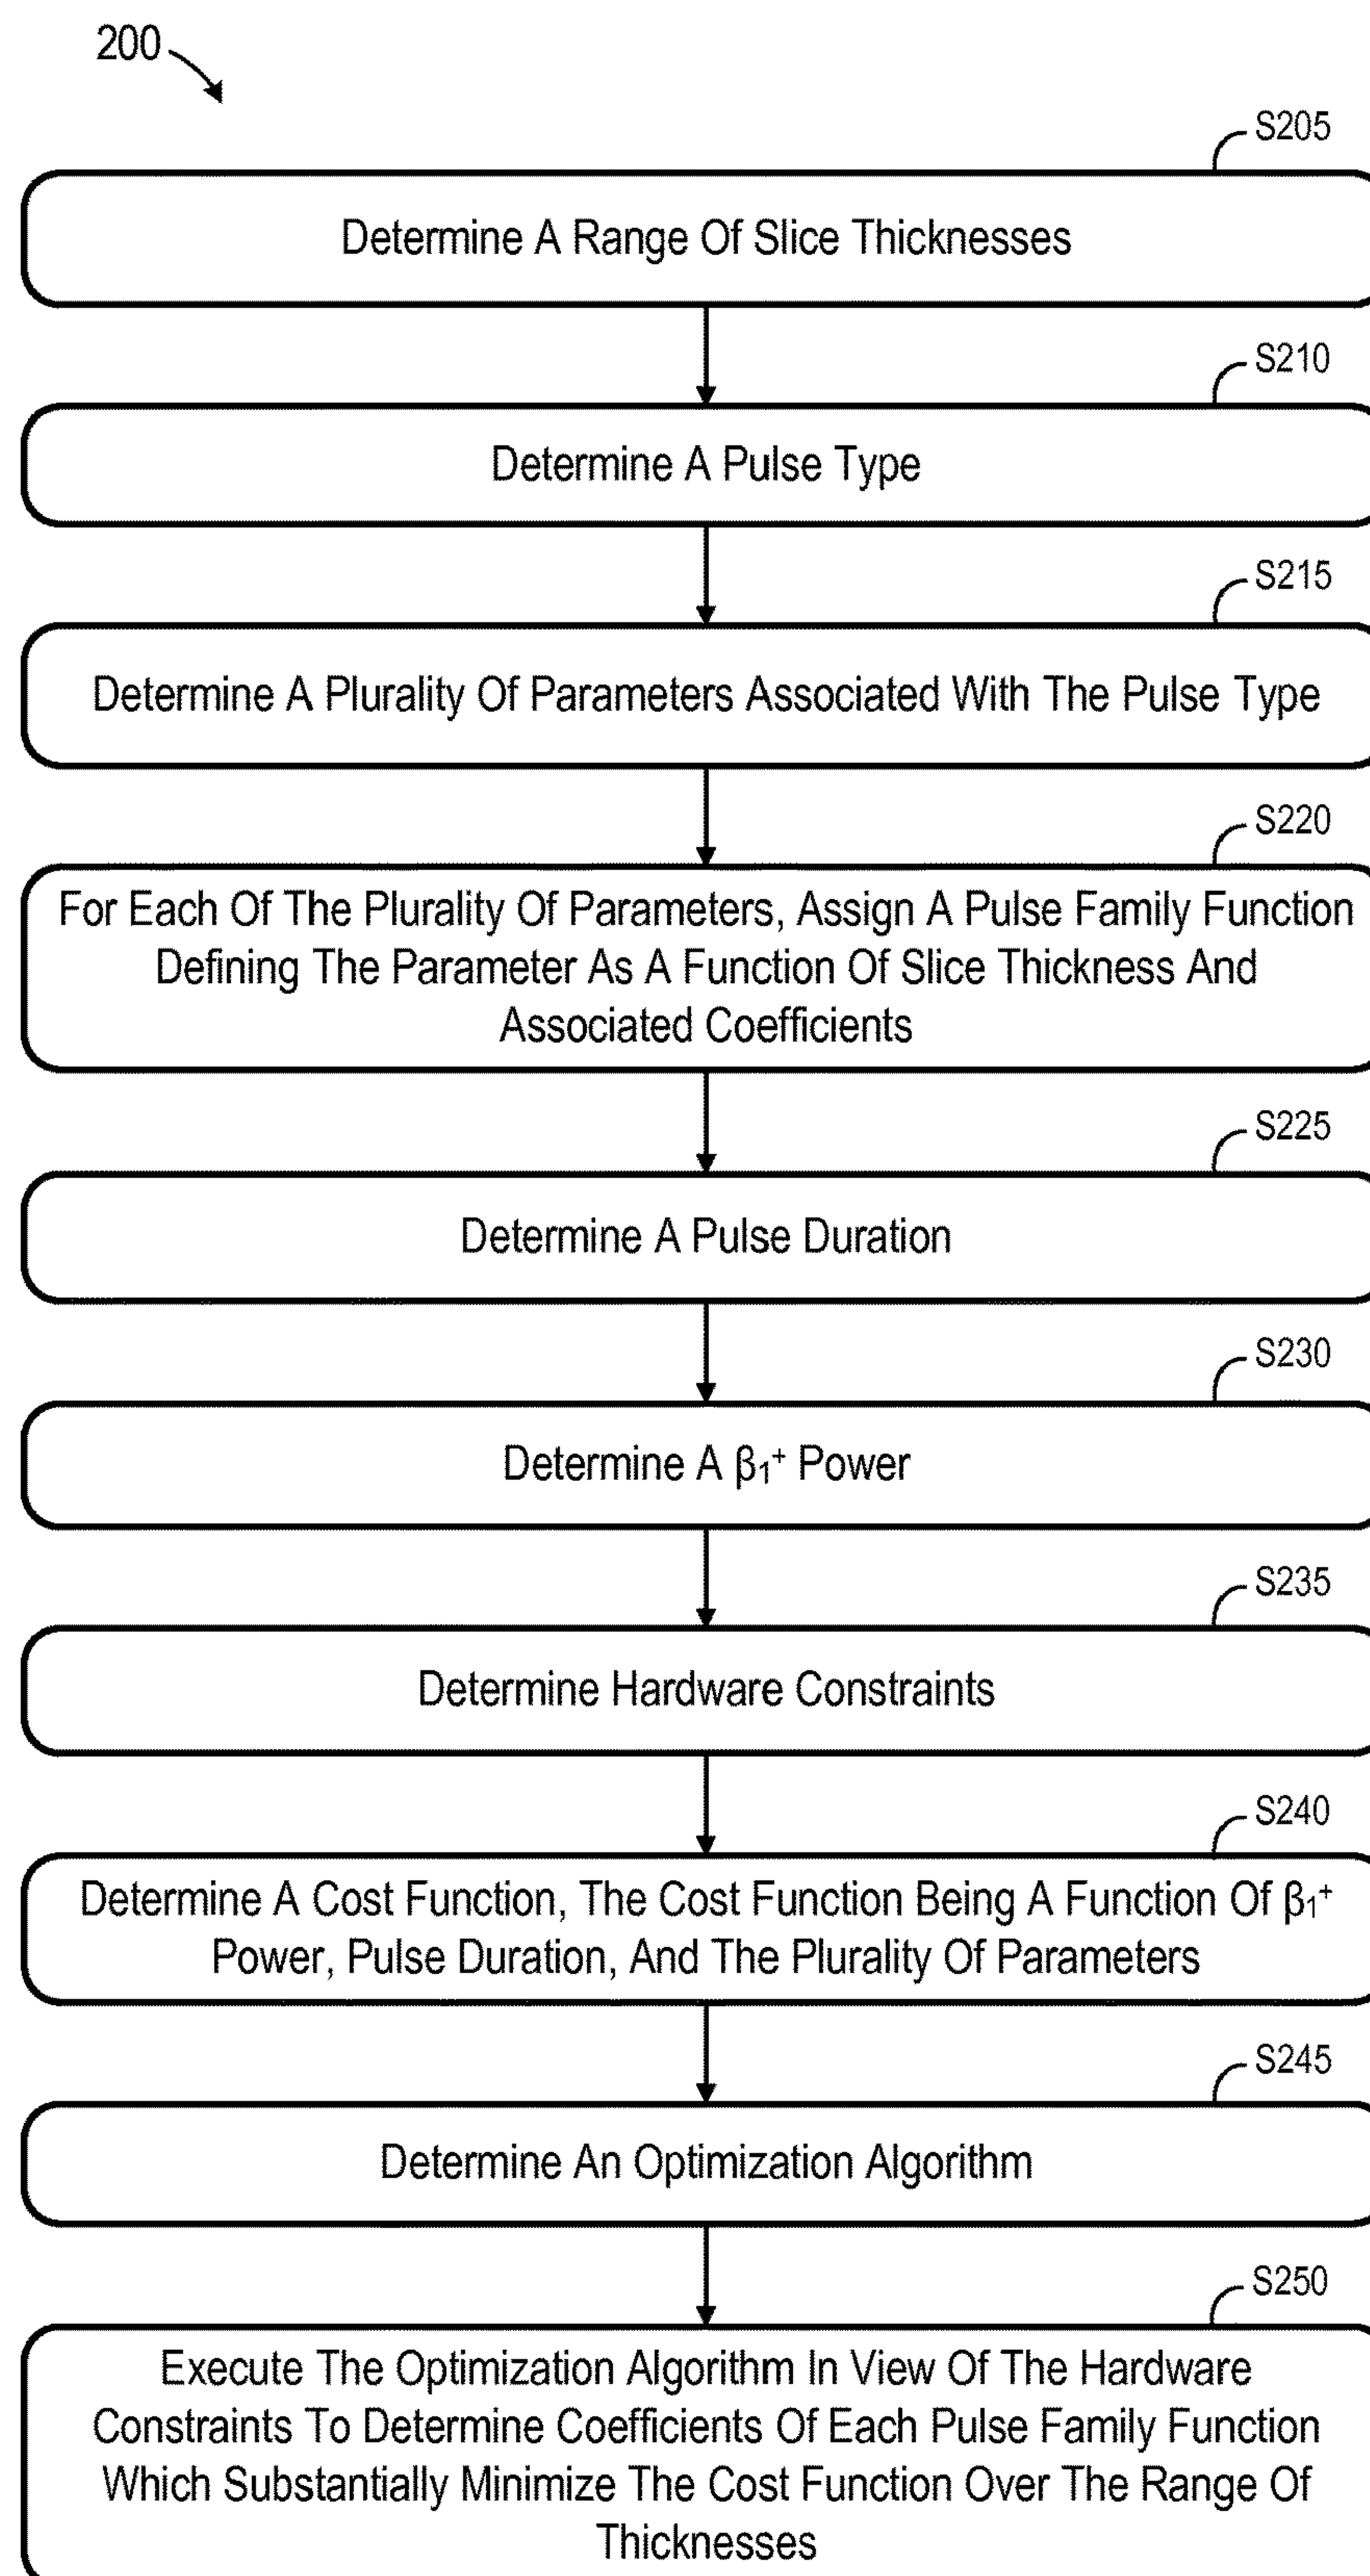 200
S205
Determine A Range Of Slice Thicknesses
S210
Determine A Pulse Type
S215
Determine A Plurality Of Parameters Associated With The Pulse Type
S220
For Each Of The Plurality Of Parameters, Assign A Pulse Family Function
Defining The Parameter As A Function Of Slice Thickness And
Associated Coefficients
S225
Determine A Pulse Duration
S230
Determine A β₁⁺ Power
S235
Determine Hardware Constraints
S240
Determine A Cost Function, The Cost Function Being A Function Of β₁⁺
Power, Pulse Duration, And The Plurality Of Parameters
S245
Determine An Optimization Algorithm
S250
Execute The Optimization Algorithm In View Of The Hardware
Constraints To Determine Coefficients Of Each Pulse Family Function
Which Substantially Minimize The Cost Function Over The Range Of
Thicknesses